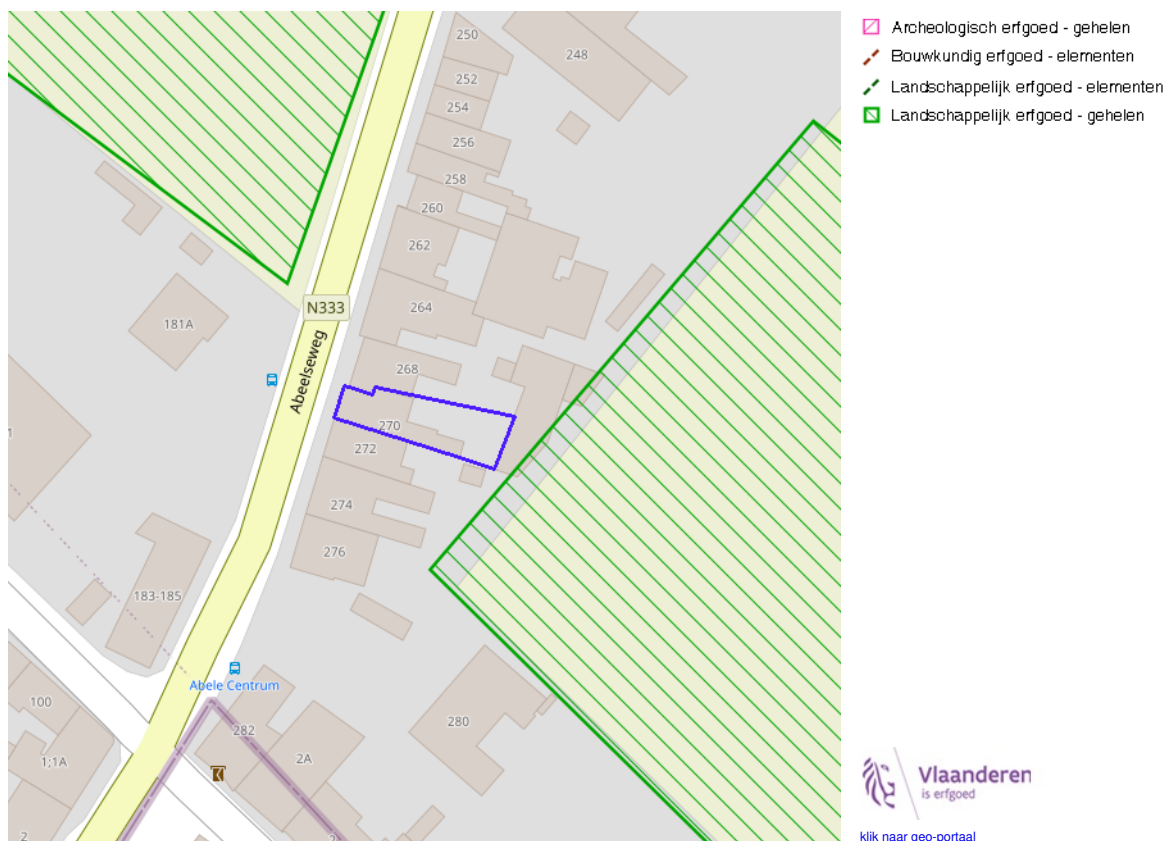 250
248
252
254
256
258
260
262
264
N333
181A
Abeelseweg
268
270
272
274
276
183-185
Abele Centrum
100
280
282
2A
1;1A
2
Archeologisch erfgoed - gehelen
Bouwkundig erfgoed - elementen
Landschappelijk erfgoed - elementen
Landschappelijk erfgoed - gehelen
Vlaanderen
is erfgoed
klik naar geo-portaal